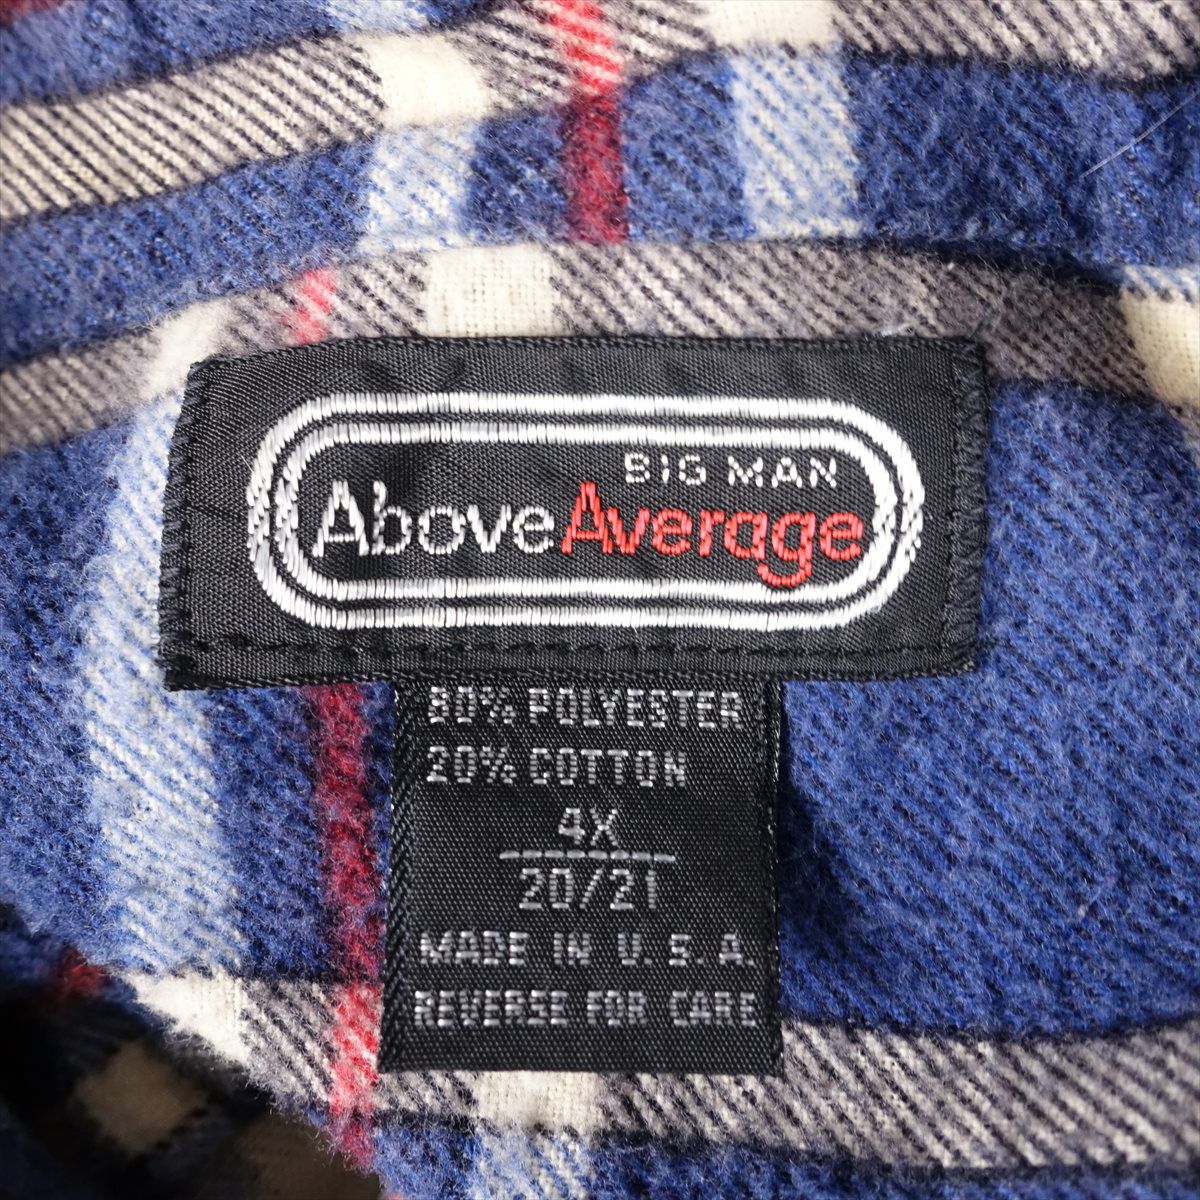 BIG MAN
Above Average
80% POLYESTER
20% COTTON
4X
20/21
MADE IN U.S.A.
REVERSE FOR CARE